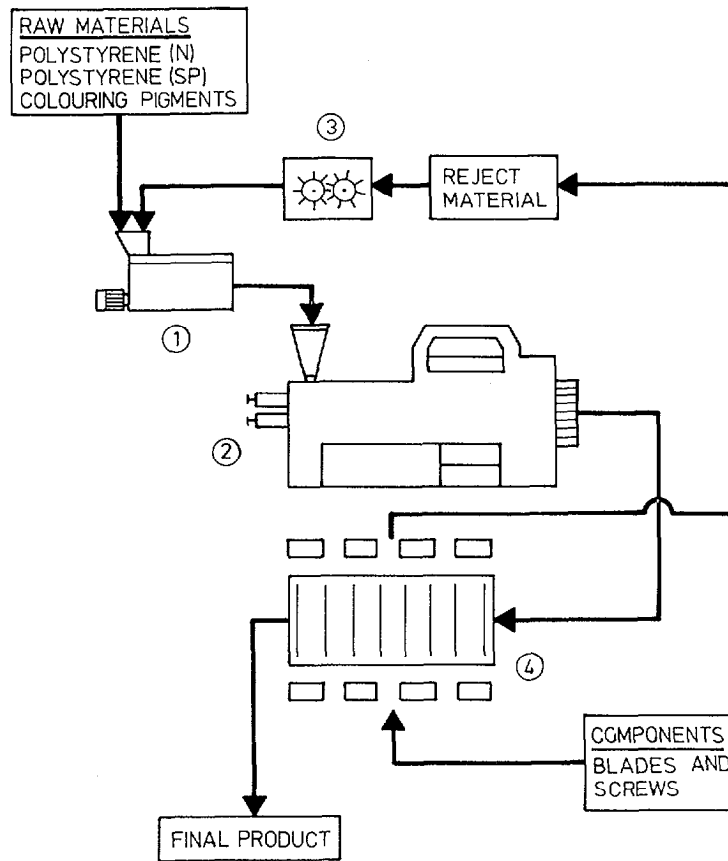 RAW MATERIALS
POLYSTYRENE (N)
POLYSTYRENE (SP)
COLOURING PIGMENTS
③
REJECT
MATERIAL
①
②
④
COMPONENTS
BLADES AND
SCREWS
FINAL PRODUCT